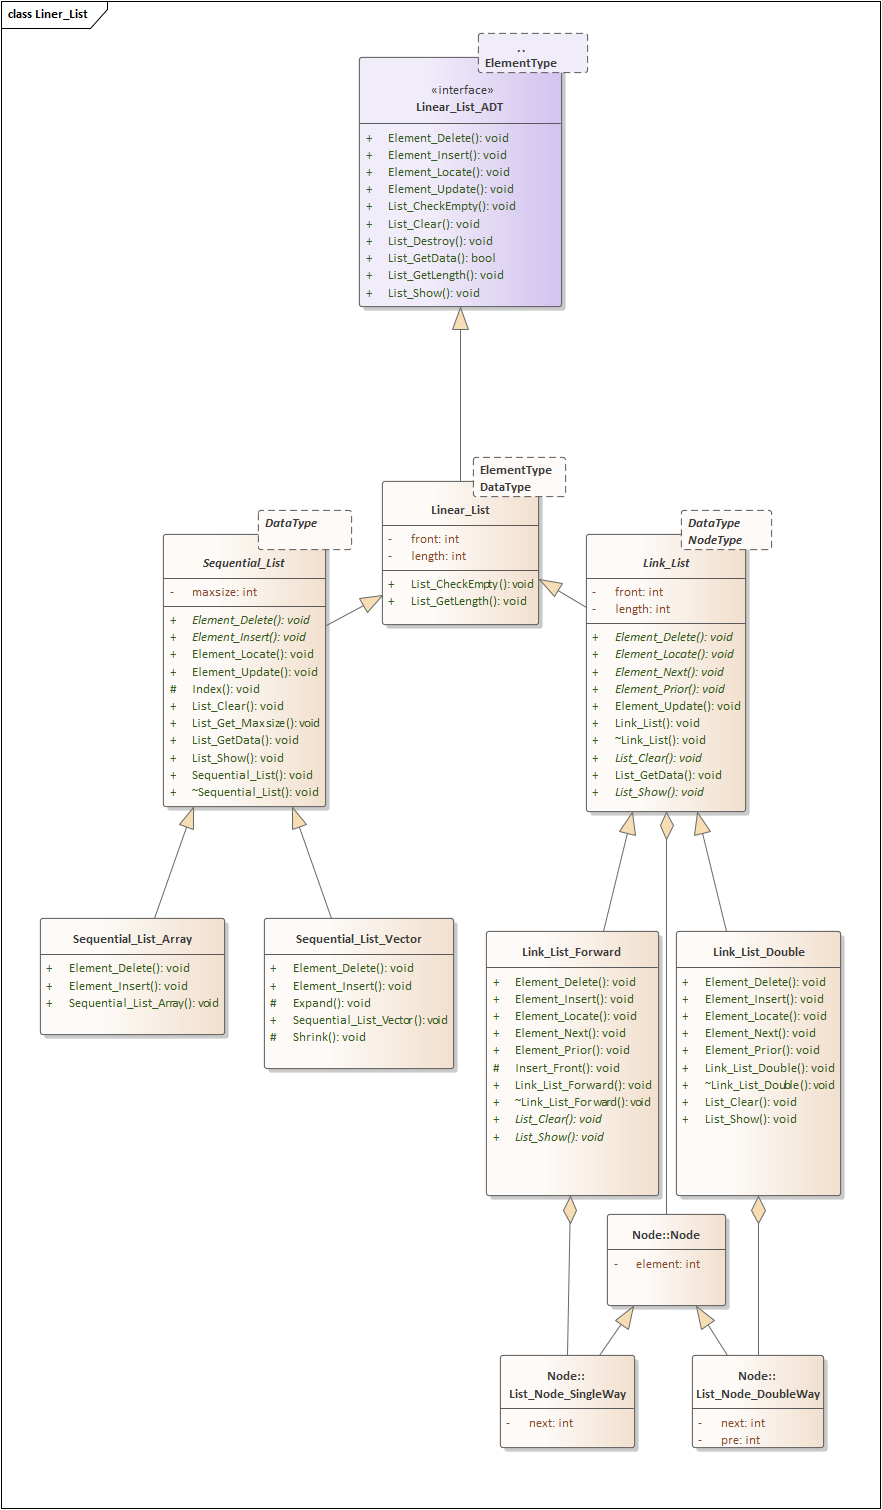 class Liner_List
..
ElementType
«interface»
Linear_List_ADT
+ Element_Delete(): void
+ Element_Insert(): void
+ Element_Locate(): void
+ Element_Update(): void
+ List_CheckEmpty(): void
+ List_Clear(): void
+ List_Destroy(): void
+ List_GetData(): bool
+ List_GetLength(): void
+ List_Show(): void
ElementType
DataType
Linear_List
- front: int
- length: int
+ List_CheckEmpty(): void
+ List_GetLength(): void
DataType
Sequential_List
- maxsize: int
+ Element_Delete(): void
+ Element_Insert(): void
+ Element_Locate(): void
+ Element_Update(): void
# Index(): void
+ List_Clear(): void
+ List_Get_Maxsize(): void
+ List_GetData(): void
+ List_Show(): void
+ Sequential_List(): void
+ ~Sequential_List(): void
DataType
NodeType
Link_List
- front: int
- length: int
+ Element_Delete(): void
+ Element_Locate(): void
+ Element_Next(): void
+ Element_Prior(): void
+ Element_Update(): void
+ Link_List(): void
+ ~Link_List(): void
+ List_Clear(): void
+ List_GetData(): void
+ List_Show(): void
Sequential_List_Array
+ Element_Delete(): void
+ Element_Insert(): void
+ Sequential_List_Array(): void
Sequential_List_Vector
+ Element_Delete(): void
+ Element_Insert(): void
# Expand(): void
+ Sequential_List_Vector(): void
# Shrink(): void
Link_List_Forward
+ Element_Delete(): void
+ Element_Insert(): void
+ Element_Locate(): void
+ Element_Next(): void
+ Element_Prior(): void
# Insert_Front(): void
+ Link_List_Forward(): void
+ ~Link_List_Forward(): void
+ List_Clear(): void
+ List_Show(): void
Link_List_Double
+ Element_Delete(): void
+ Element_Insert(): void
+ Element_Locate(): void
+ Element_Next(): void
+ Element_Prior(): void
+ Link_List_Double(): void
+ ~Link_List_Double(): void
+ List_Clear(): void
+ List_Show(): void
Node::Node
- element: int
Node::
List_Node_SingleWay
- next: int
Node::
List_Node_DoubleWay
- next: int
- pre: int